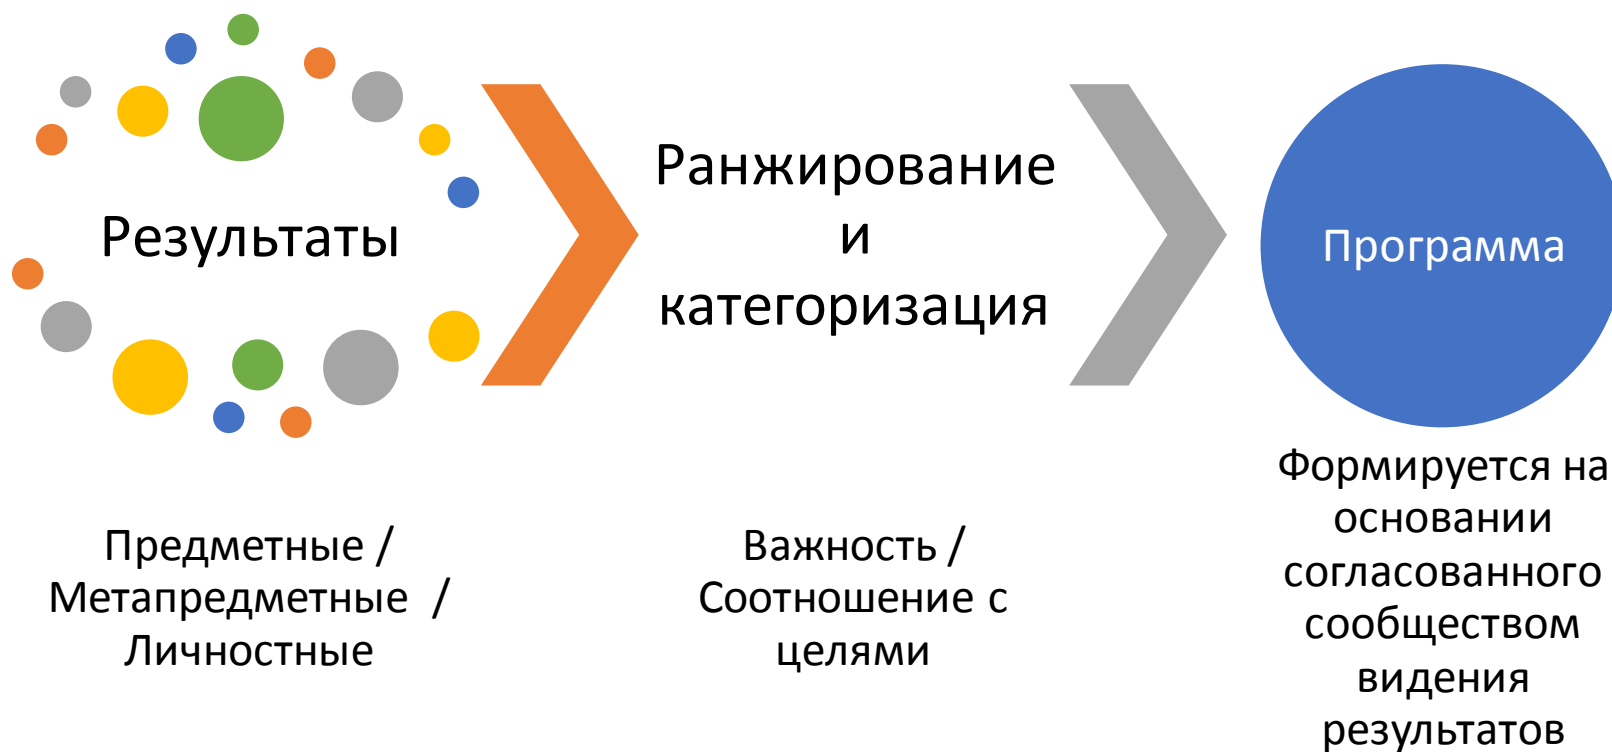 Результаты
Ранжирование
и
категоризация
Программа
Предметные /
Метапредметные /
Личностные
Важность /
Соотношение с
целями
Формируется на
основании
согласованного
сообществом
видения
результатов